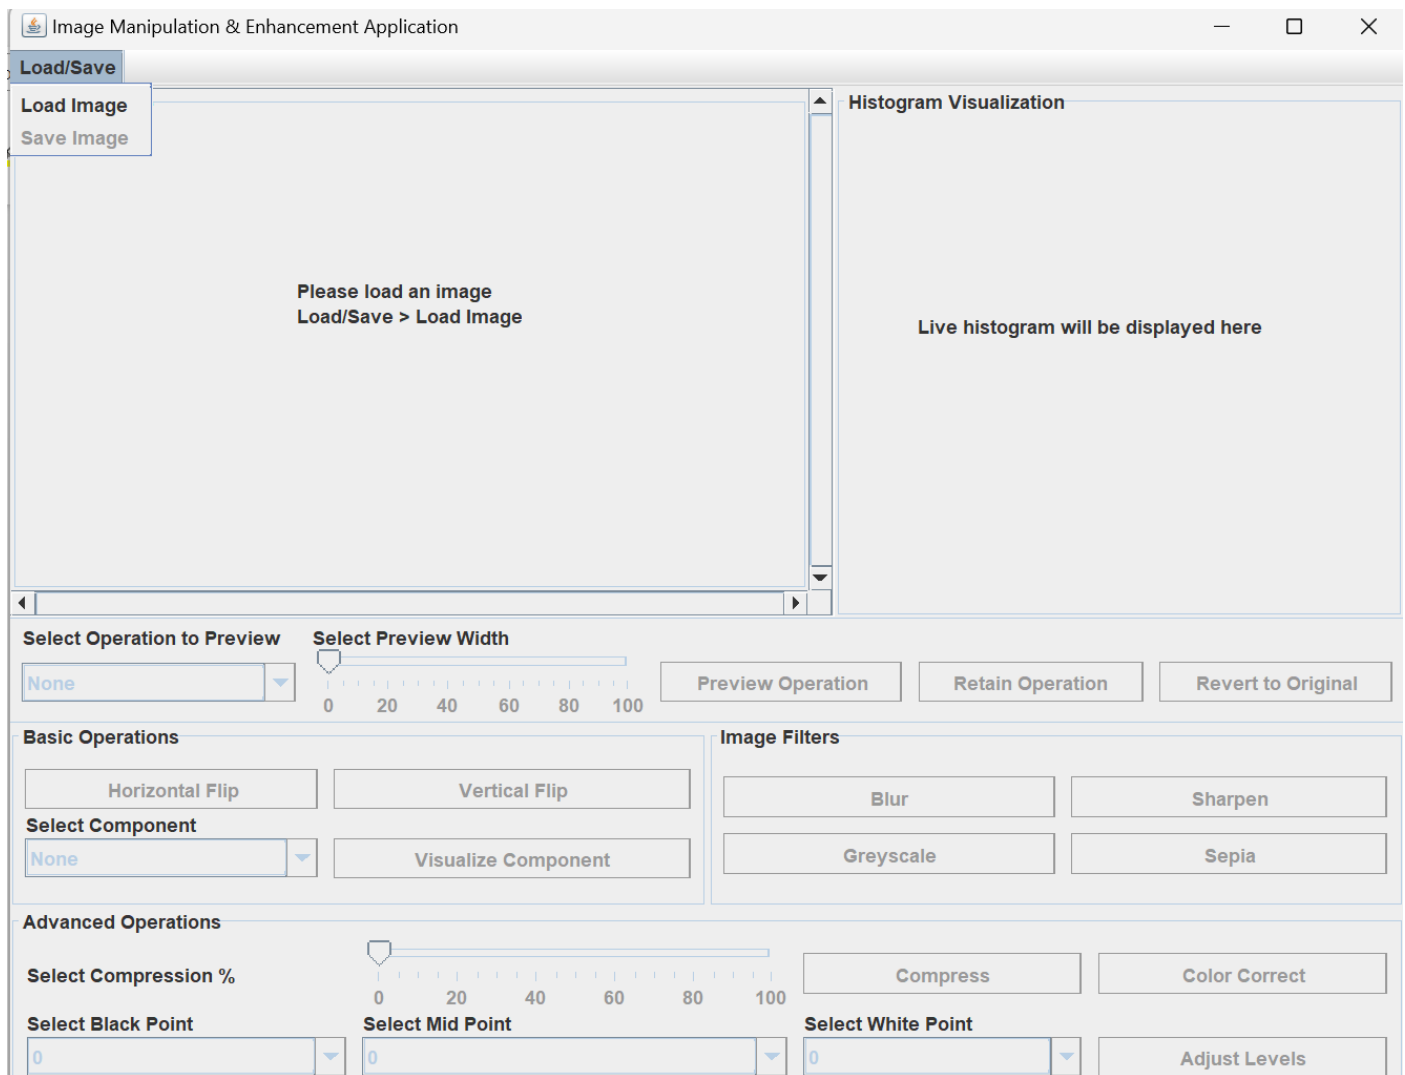 Image Manipulation & Enhancement Application
Load/Save
Load Image
Save Image
Histogram Visualization
Please load an image
Load/Save > Load Image
Live histogram will be displayed here
Select Operation to Preview
Select Preview Width
None
0 20 40 60 80 100
Preview Operation
Retain Operation
Revert to Original
Basic Operations
Horizontal Flip
Vertical Flip
Select Component
None
Visualize Component
Image Filters
Blur
Sharpen
Greyscale
Sepia
Advanced Operations
Select Compression %
0 20 40 60 80 100
Compress
Color Correct
Select Black Point
Select Mid Point
Select White Point
0
0
0
Adjust Levels